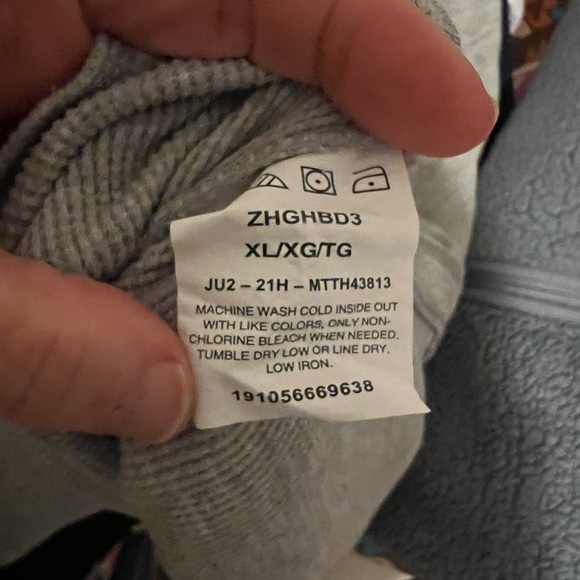 ZHGHBD3
XL/XG/TG
JU2 – 21H – MTTH43813
MACHINE WASH COLD INSIDE OUT
WITH LIKE COLORS, ONLY NON-
CHLORINE BLEACH WHEN NEEDED,
TUMBLE DRY LOW OR LINE DRY,
LOW IRON.
191056669638